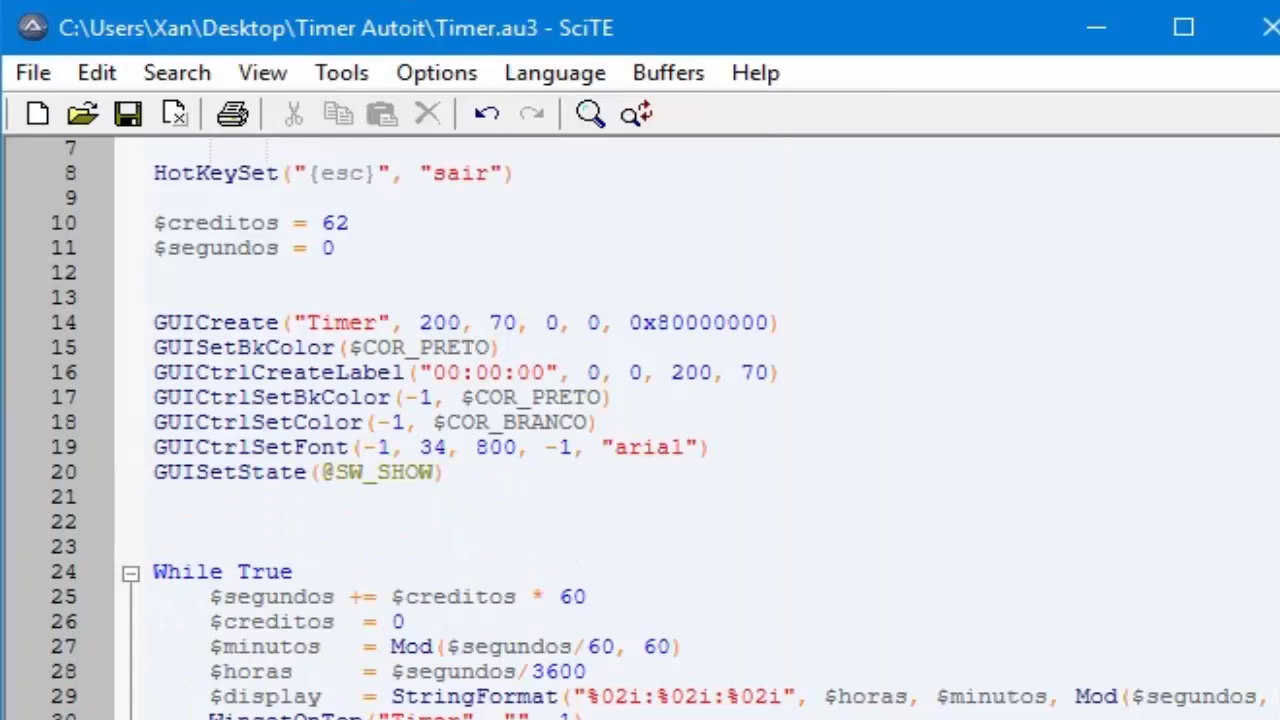 C:\Users\Xan\Desktop\Timer Autoit\Timer.au3 - SciTE
File Edit Search View Tools Options Language Buffers Help
7
8 HotKeySet("{esc}", "sair")
9
10 $creditos = 62
11 $segundos = 0
12
13
14 GUICreate("Timer", 200, 70, 0, 0, 0x80000000)
15 GUISetBkColor($COR_PRETO)
16 GUICtrlCreateLabel("00:00:00", 0, 0, 200, 70)
17 GUICtrlSetBkColor(-1, $COR_PRETO)
18 GUICtrlSetColor(-1, $COR_BRANCO)
19 GUICtrlSetFont(-1, 34, 800, -1, "arial")
20 GUISetState(@SW_SHOW)
21
22
23
24 While True
25 $segundos += $creditos * 60
26 $creditos = 0
27 $minutos = Mod($segundos/60, 60)
28 $horas = $segundos/3600
29 $display = StringFormat("%02i:%02i:%02i", $horas, $minutos, Mod($segundos,
30 WinsetOnTop("Timer", "", 1)